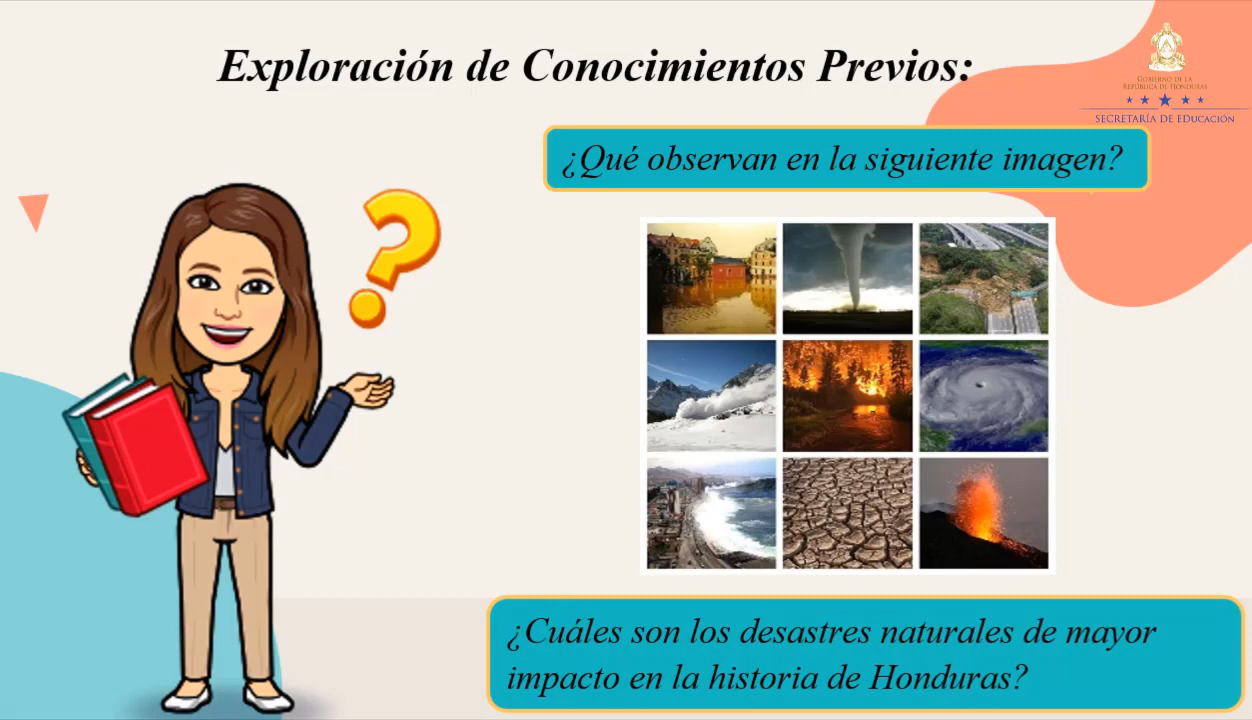 Exploración de Conocimientos Previos:
GOBIERNO DE LA
REPÚBLICA DE HONDURAS
SECRETARÍA DE EDUCACIÓN
¿Qué observan en la siguiente imagen?
¿Cuáles son los desastres naturales de mayor
impacto en la historia de Honduras?